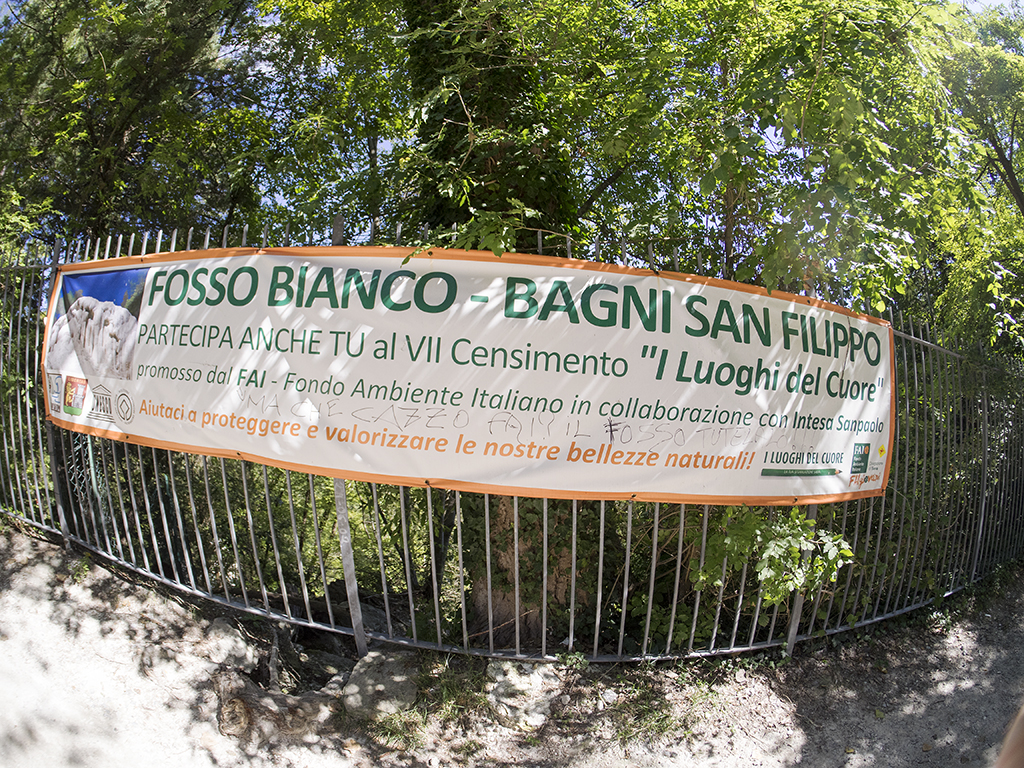 FOSSO BIANCO - BAGNI SAN FILIPPO
PARTECIPA ANCHE TU al VII Censimento "I Luoghi del Cuore"
promosso dal FAI - Fondo Ambiente Italiano in collaborazione con Intesa Sanpaolo
MA CHE CAZZO FAI IL FOSSO
Aiutaci a proteggere e valorizzare le nostre bellezze naturali!
I LUOGHI DEL CUORE
FAI